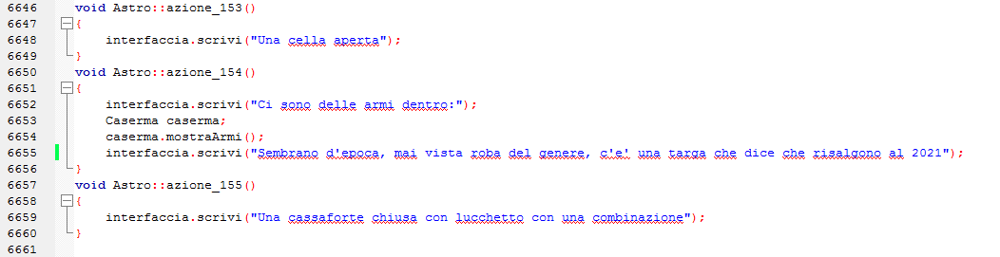 6646 void Astro::azione_153()
6647 {
6648 interfaccia.scrivi("Una cella aperta");
6649 }
6650 void Astro::azione_154()
6651 {
6652 interfaccia.scrivi("Ci sono delle armi dentro:");
6653 Caserma caserma;
6654 caserma.mostraArmi();
6655 interfaccia.scrivi("Sembrano d'epoca, mai vista roba del genere, c'e' una targa che dice che risalgono al 2021");
6656 }
6657 void Astro::azione_155()
6658 {
6659 interfaccia.scrivi("Una cassaforte chiusa con lucchetto con una combinazione");
6660 }
6661